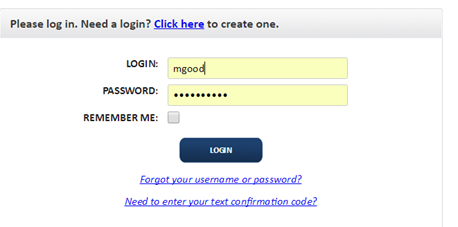 Please log in. Need a login? Click here to create one.
LOGIN: mgood
PASSWORD: ••••••••••
REMEMBER ME:
LOGIN
Forgot your username or password?
Need to enter your text confirmation code?